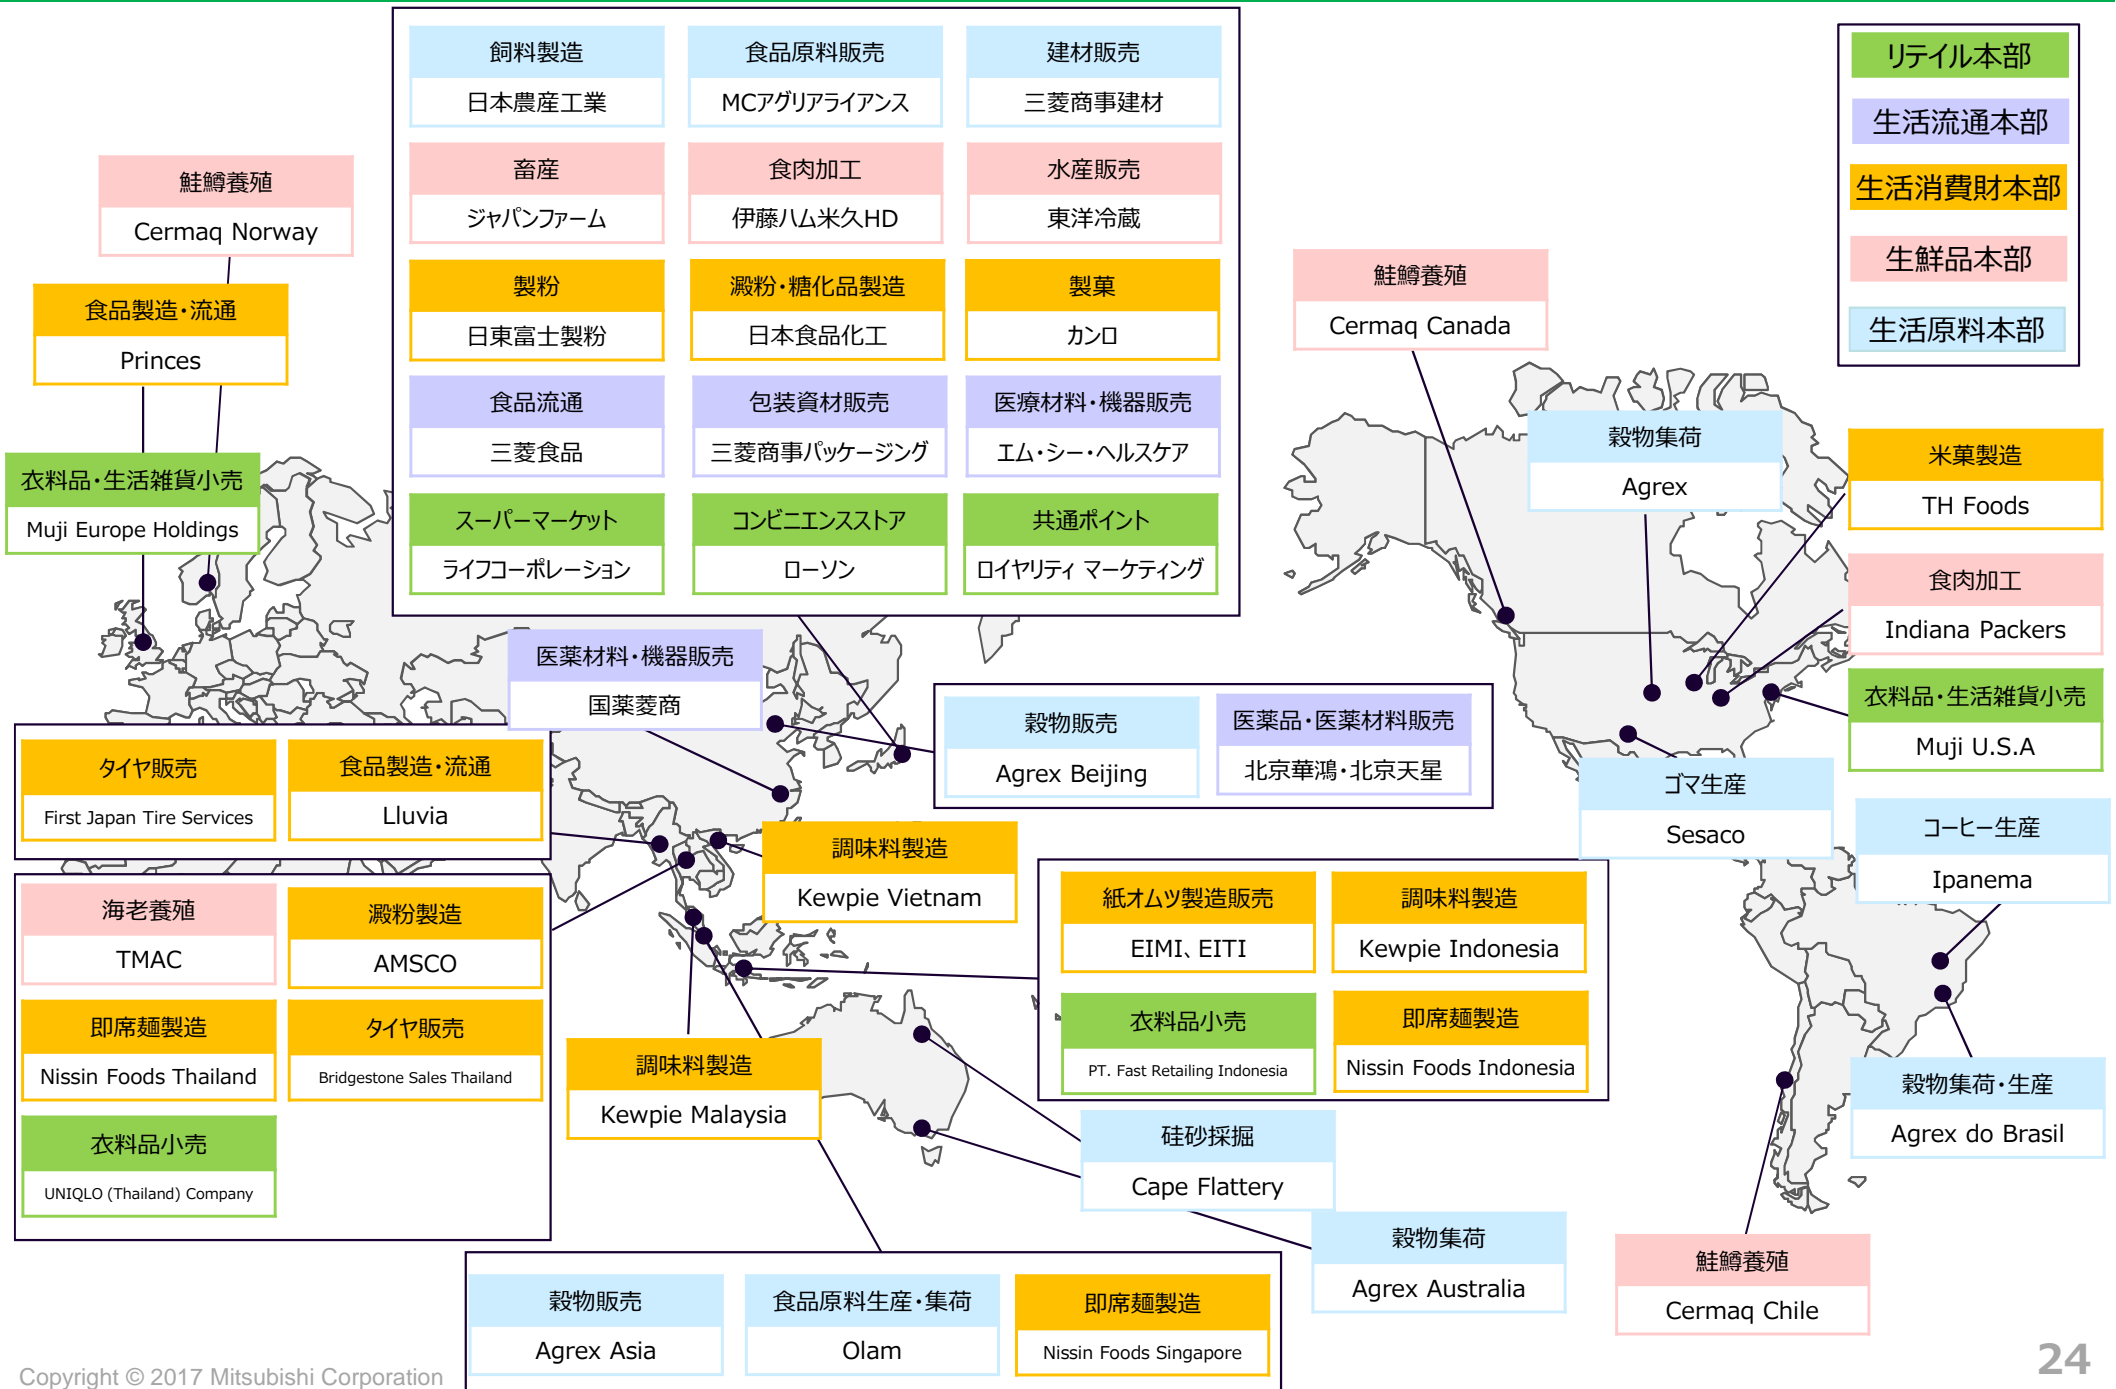 飼料製造
日本農産工業
食品原料販売
MCアグリアライアンス
建材販売
三菱商事建材
畜産
ジャパンファーム
食肉加工
伊藤ハム米久HD
水産販売
東洋冷蔵
製粉
日東富士製粉
澱粉・糖化品製造
日本食品化工
製菓
カンロ
食品流通
三菱食品
包装資材販売
三菱商事パッケージング
医療材料・機器販売
エム・シー・ヘルスケア
スーパーマーケット
ライフコーポレーション
コンビニエンスストア
ローソン
共通ポイント
ロイヤリティ マーケティング
リテイル本部
生活流通本部
生活消費財本部
生鮮品本部
生活原料本部
鮭鱒養殖
Cermaq Norway
食品製造・流通
Princes
衣料品・生活雑貨小売
Muji Europe Holdings
鮭鱒養殖
Cermaq Canada
穀物集荷
Agrex
米菓製造
TH Foods
食肉加工
Indiana Packers
衣料品・生活雑貨小売
Muji U.S.A
医薬材料・機器販売
国薬菱商
穀物販売
Agrex Beijing
医薬品・医薬材料販売
北京華鴻・北京天星
ゴマ生産
Sesaco
コーヒー生産
Ipanema
タイヤ販売
First Japan Tire Services
食品製造・流通
Lluvia
調味料製造
Kewpie Vietnam
海老養殖
TMAC
澱粉製造
AMSCO
即席麺製造
Nissin Foods Thailand
タイヤ販売
Bridgestone Sales Thailand
衣料品小売
UNIQLO (Thailand) Company
紙オムツ製造販売
EIMI、EITI
調味料製造
Kewpie Indonesia
衣料品小売
PT. Fast Retailing Indonesia
即席麺製造
Nissin Foods Indonesia
調味料製造
Kewpie Malaysia
硅砂採掘
Cape Flattery
穀物集荷
Agrex Australia
穀物集荷・生産
Agrex do Brasil
鮭鱒養殖
Cermaq Chile
穀物販売
Agrex Asia
食品原料生産・集荷
Olam
即席麺製造
Nissin Foods Singapore
Copyright © 2017 Mitsubishi Corporation
24